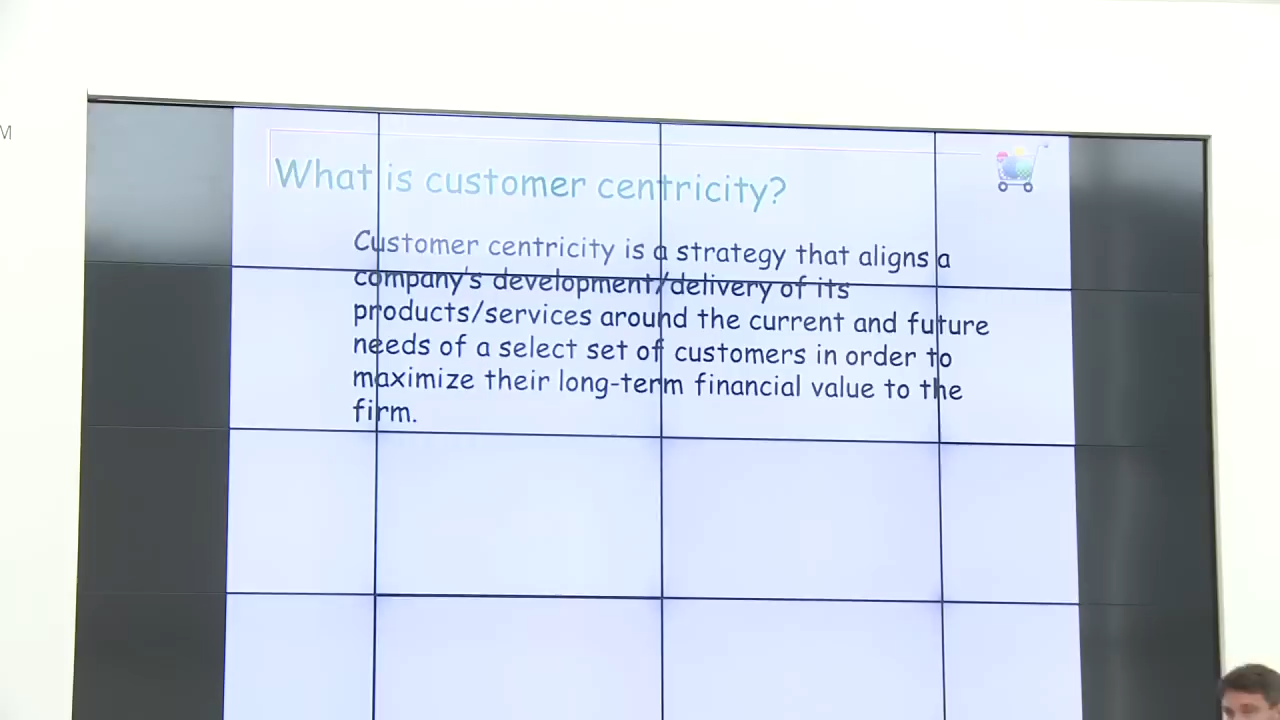 M
What is customer centricity?
Customer centricity is a strategy that aligns a
company's development/delivery of its
products/services around the current and future
needs of a select set of customers in order to
maximize their long-term financial value to the
firm.